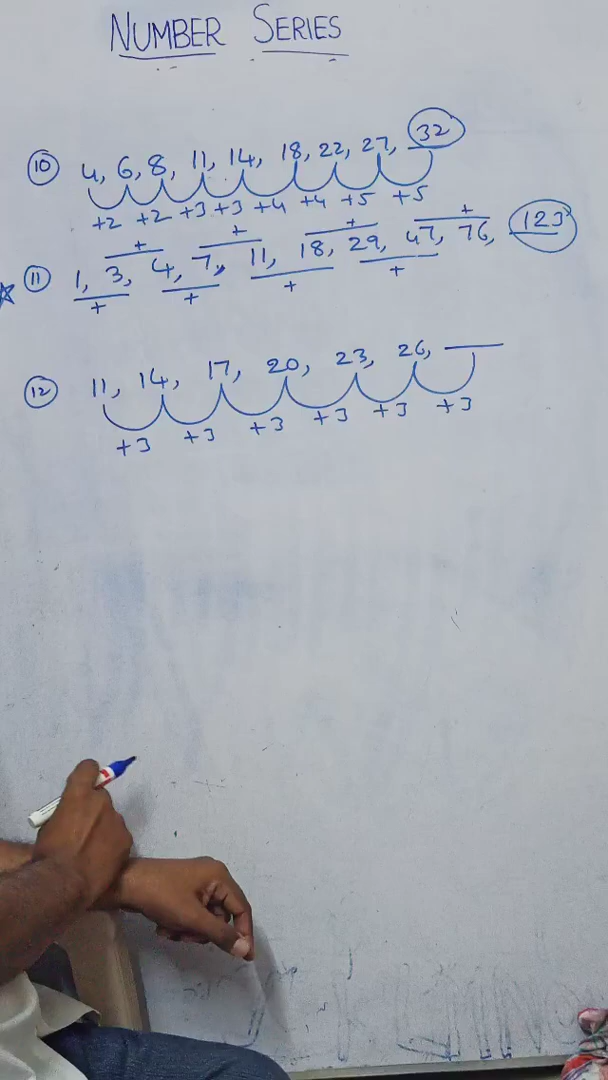 NUMBER SERIES
10 4, 6, 8, 11, 14, 18, 22, 27, 32
+2 +2 +3 +3 +4 +4 +5 +5
+ + + +
11 1, 3, 4, 7, 11, 18, 29, 47, 76, 123
+ + + +
12 11, 14, 17, 20, 23, 26, ___
+3 +3 +3 +3 +3 +3